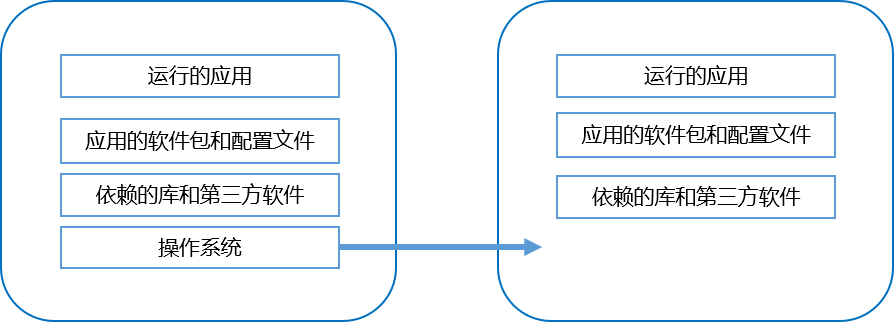 运行的应用
应用的软件包和配置文件
依赖的库和第三方软件
操作系统
运行的应用
应用的软件包和配置文件
依赖的库和第三方软件